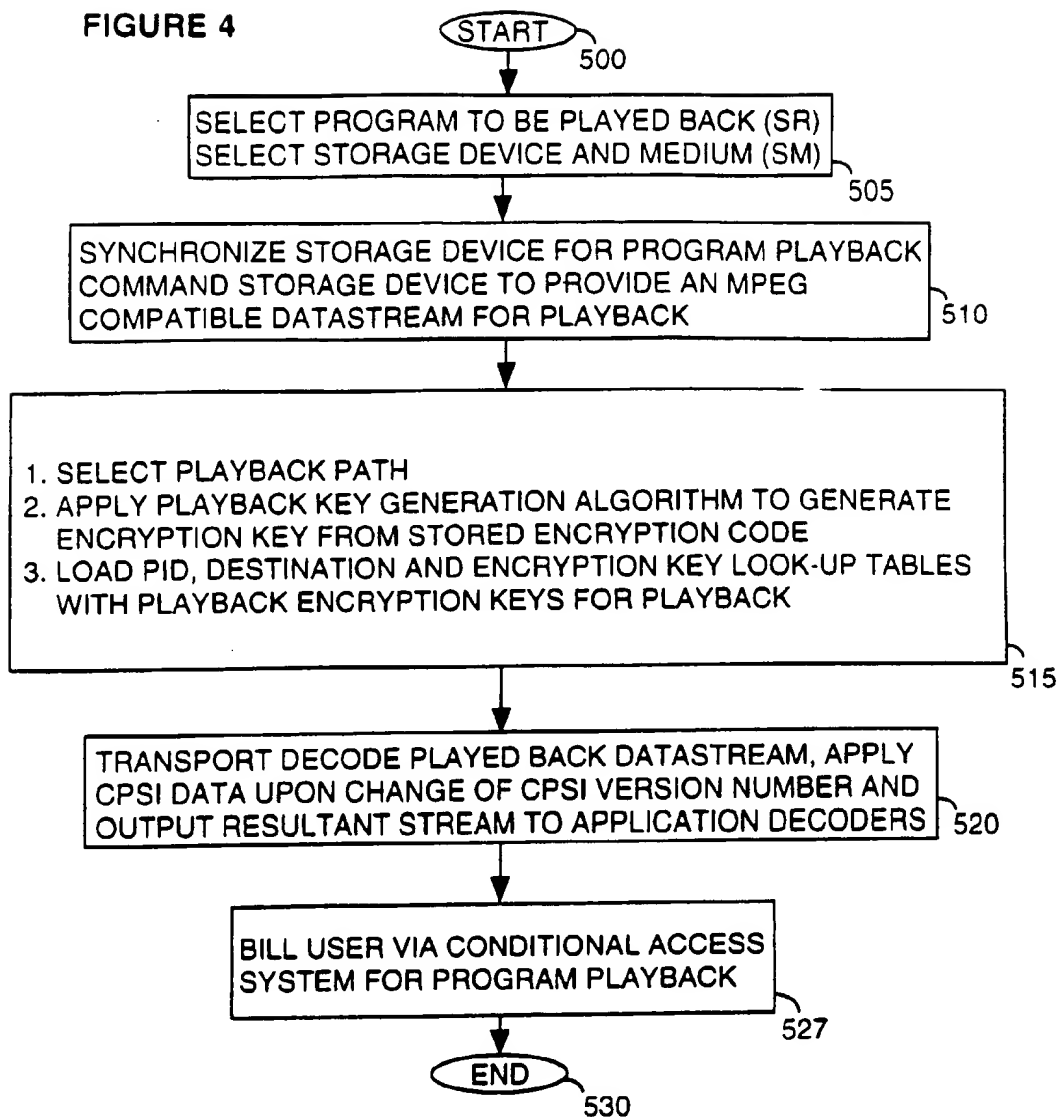 FIGURE 4
START
500
SELECT PROGRAM TO BE PLAYED BACK (SR)
SELECT STORAGE DEVICE AND MEDIUM (SM)
505
SYNCHRONIZE STORAGE DEVICE FOR PROGRAM PLAYBACK
COMMAND STORAGE DEVICE TO PROVIDE AN MPEG
COMPATIBLE DATASTREAM FOR PLAYBACK
510
1. SELECT PLAYBACK PATH
2. APPLY PLAYBACK KEY GENERATION ALGORITHM TO GENERATE
ENCRYPTION KEY FROM STORED ENCRYPTION CODE
3. LOAD PID, DESTINATION AND ENCRYPTION KEY LOOK-UP TABLES
WITH PLAYBACK ENCRYPTION KEYS FOR PLAYBACK
515
TRANSPORT DECODE PLAYED BACK DATASTREAM, APPLY
CPSI DATA UPON CHANGE OF CPSI VERSION NUMBER AND
OUTPUT RESULTANT STREAM TO APPLICATION DECODERS
520
BILL USER VIA CONDITIONAL ACCESS
SYSTEM FOR PROGRAM PLAYBACK
527
END
530